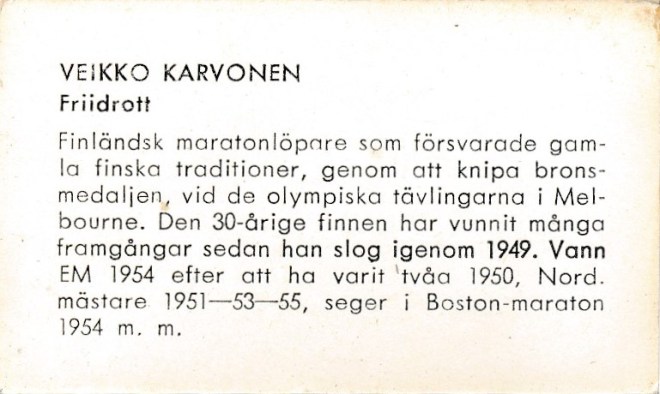 VEIKKO KARVONEN
Friidrott
Finländsk maratonlöpare som försvarade gam-
la finska traditioner, genom att knipa brons-
medaljen, vid de olympiska tävlingarna i Mel-
bourne. Den 30-årige finnen har vunnit många
framgångar sedan han slog igenom 1949. Vann
EM 1954 efter att ha varit tvåa 1950, Nord.
mästare 1951—53—55, seger i Boston-maraton
1954 m. m.